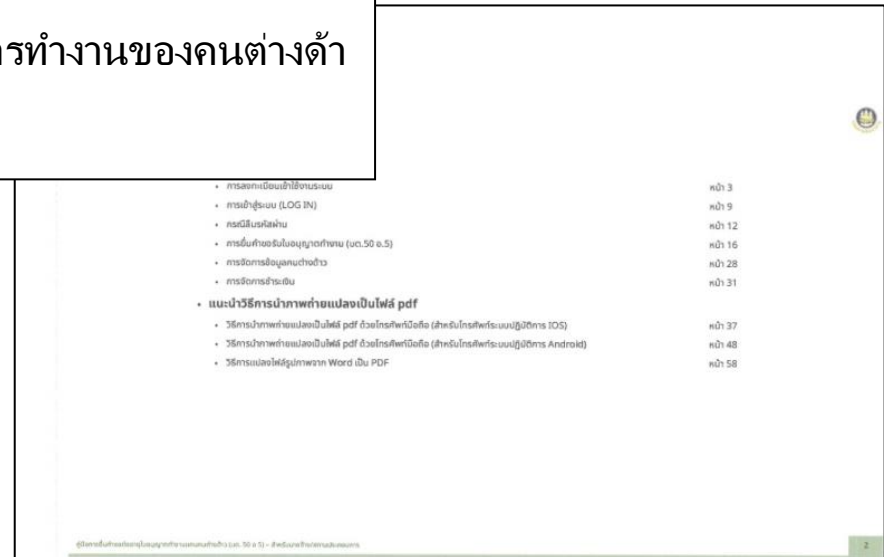 รทำงานของคนต่างด้า
• การลงทะเบียนเข้าใช้งานระบบ หน้า 3
• การเข้าสู่ระบบ (LOG IN) หน้า 9
• กรณีลืมรหัสผ่าน หน้า 12
• การยื่นคำขอรับใบอนุญาตทำงาน (บต.50 อ.5) หน้า 16
• การจัดการข้อมูลคนต่างด้าว หน้า 28
• การจัดการชำระเงิน หน้า 31
• แนะนำวิธีการนำภาพถ่ายแปลงเป็นไฟล์ pdf
• วิธีการนำภาพถ่ายแปลงเป็นไฟล์ pdf ด้วยโทรศัพท์มือถือ (สำหรับโทรศัพท์ระบบปฏิบัติการ IOS) หน้า 37
• วิธีการนำภาพถ่ายแปลงเป็นไฟล์ pdf ด้วยโทรศัพท์มือถือ (สำหรับโทรศัพท์ระบบปฏิบัติการ Android) หน้า 48
• วิธีการแปลงไฟล์รูปภาพจาก Word เป็น PDF หน้า 58
2